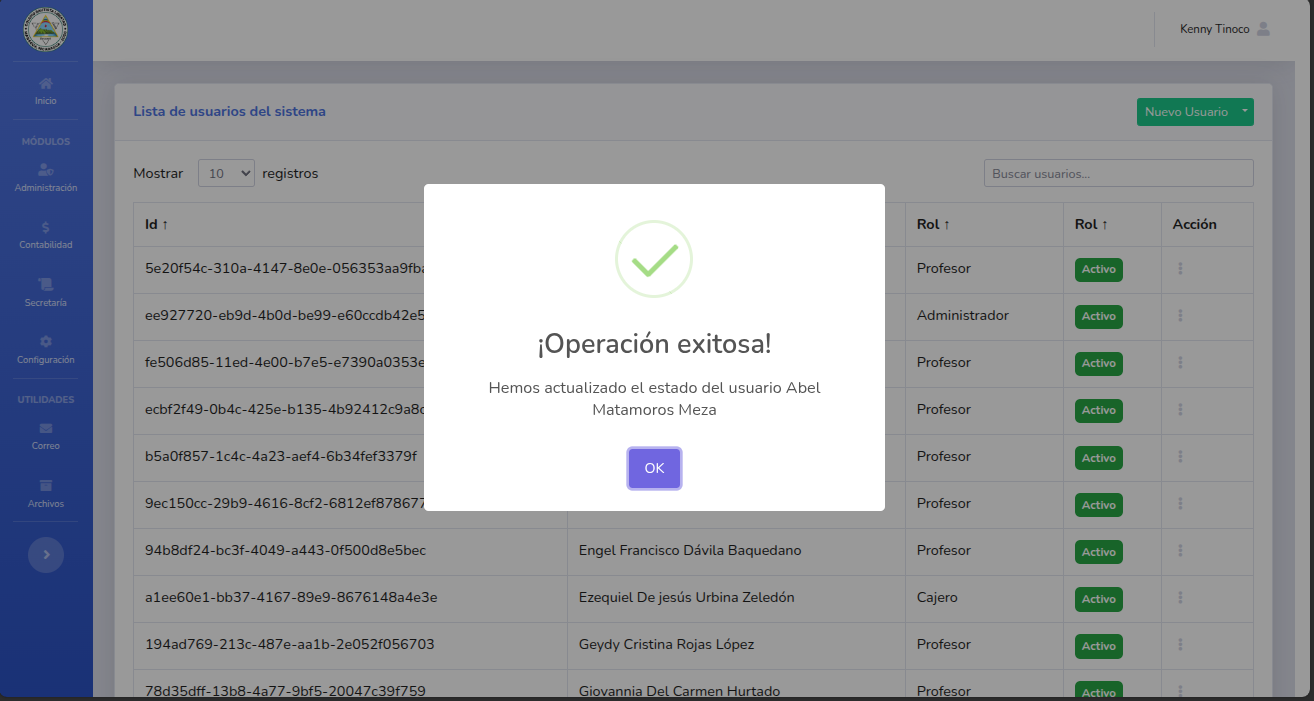 Kenny Tinoco
Inicio
MÓDULOS
Administración
Contabilidad
Secretaría
Configuración
UTILIDADES
Correo
Archivos
Lista de usuarios del sistema
Nuevo Usuario
Mostrar 10 registros
Buscar usuarios...
Id ↑ Rol ↑ Rol ↑ Acción
5e20f54c-310a-4147-8e0e-056353aa9fba Profesor Activo
ee927720-eb9d-4b0d-be99-e60ccdb42e5 Administrador Activo
fe506d85-11ed-4e00-b7e5-e7390a0353e Profesor Activo
ecbf2f49-0b4c-425e-b135-4b92412c9a8c Profesor Activo
b5a0f857-1c4c-4a23-aef4-6b34fef3379f Profesor Activo
9ec150cc-29b9-4616-8cf2-6812ef878677 Profesor Activo
94b8df24-bc3f-4049-a443-0f500d8e5bec Engel Francisco Dávila Baquedano Profesor Activo
a1ee60e1-bb37-4167-89e9-8676148a4e3e Ezequiel De jesús Urbina Zeledón Cajero Activo
194ad769-213c-487e-aa1b-2e052f056703 Geydy Cristina Rojas López Profesor Activo
78d35dff-13b8-4a77-9bf5-20047c39f759 Giovannia Del Carmen Hurtado Profesor Activo
¡Operación exitosa!
Hemos actualizado el estado del usuario Abel
Matamoros Meza
OK